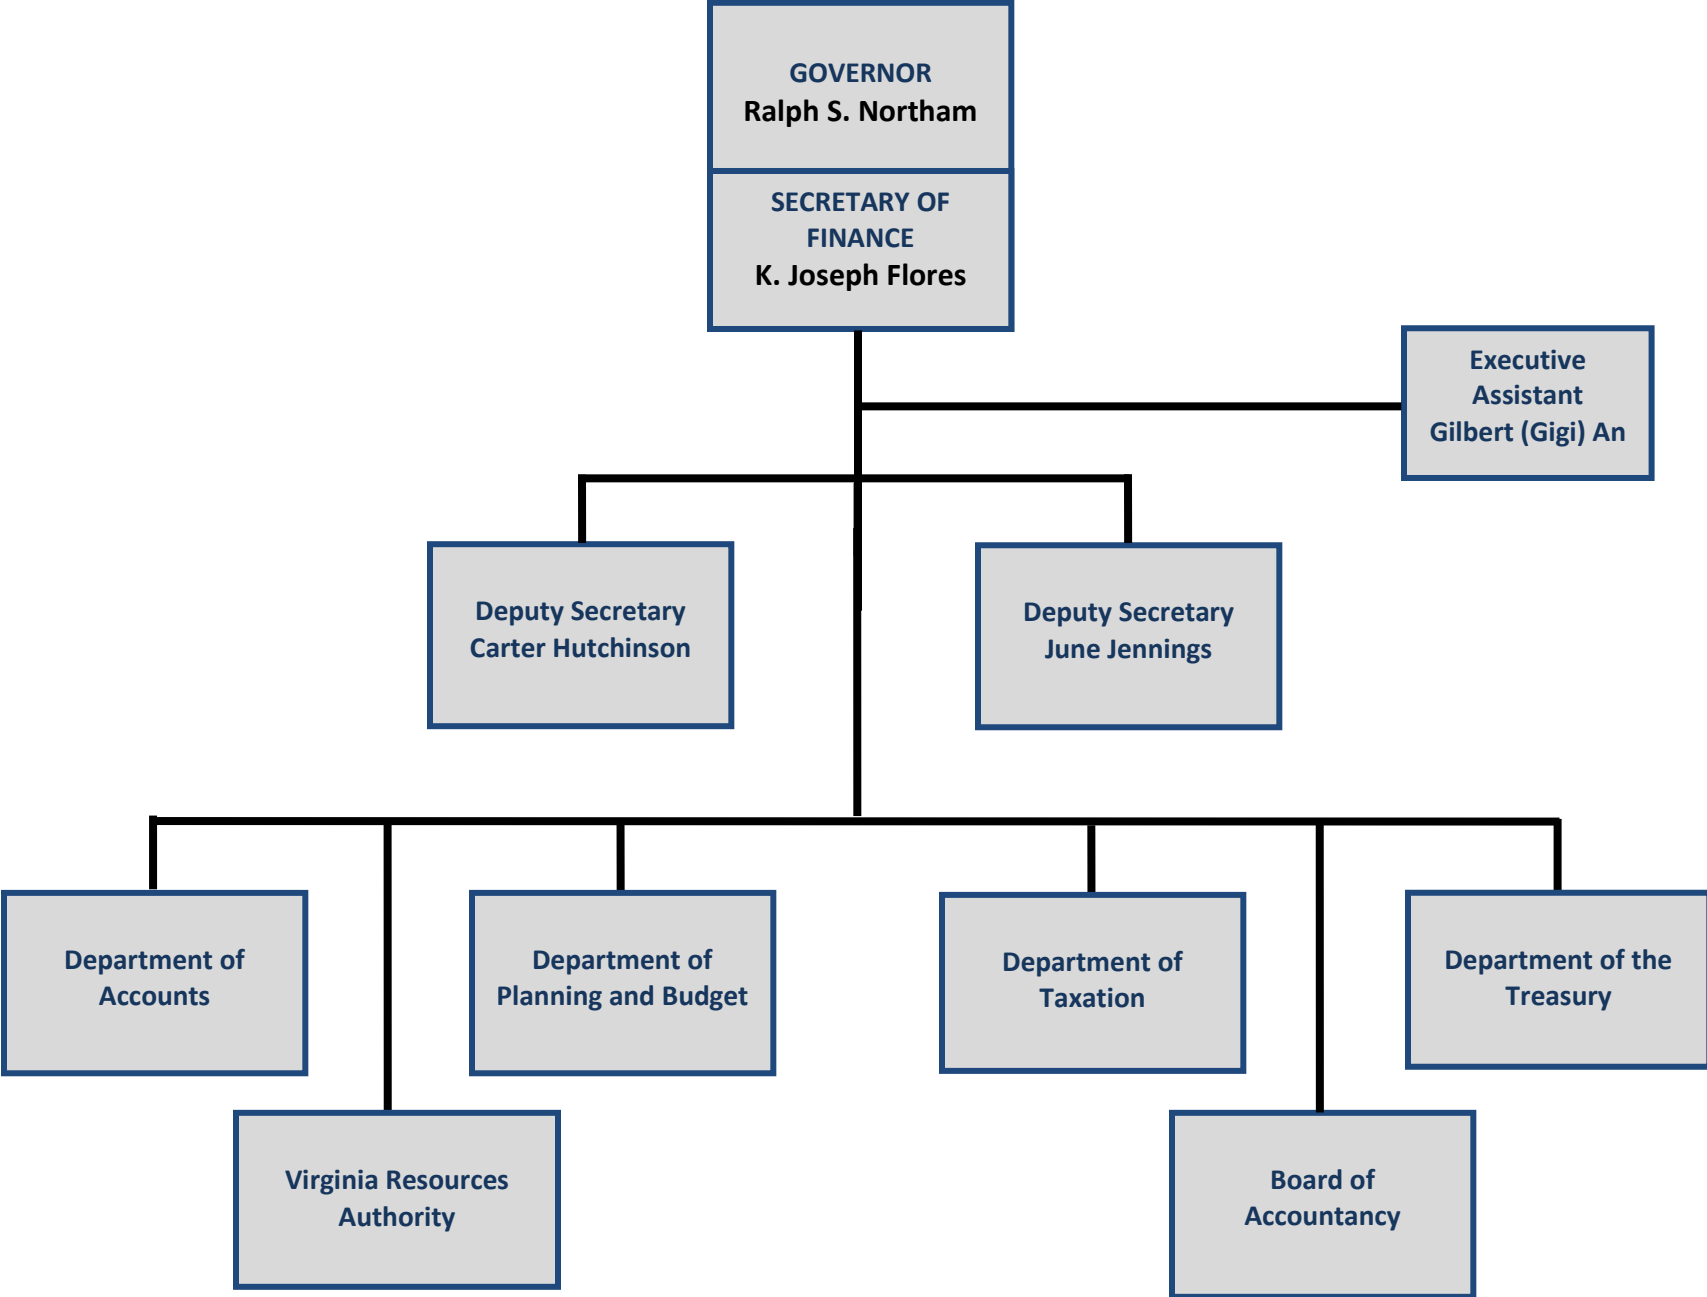 GOVERNOR
Ralph S. Northam
SECRETARY OF
FINANCE
K. Joseph Flores
Executive
Assistant
Gilbert (Gigi) An
Deputy Secretary
Carter Hutchinson
Deputy Secretary
June Jennings
Department of
Accounts
Department of
Planning and Budget
Department of
Taxation
Department of the
Treasury
Virginia Resources
Authority
Board of
Accountancy